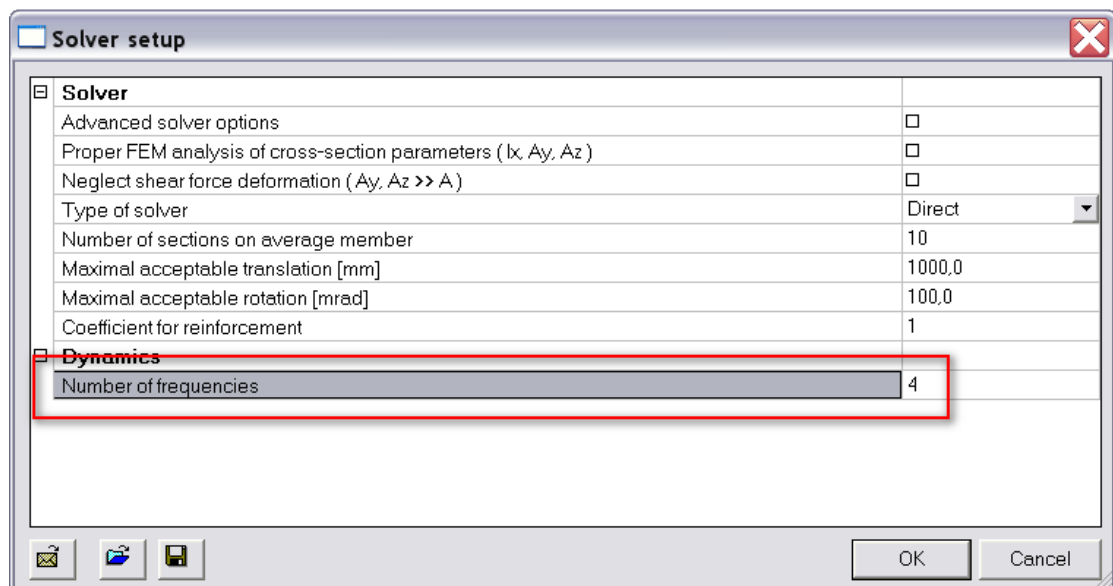 Solver setup
Solver
Advanced solver options
Proper FEM analysis of cross-section parameters ( Ix, Ay, Az )
Neglect shear force deformation ( Ay, Az >> A )
Type of solver Direct
Number of sections on average member 10
Maximal acceptable translation [mm] 1000,0
Maximal acceptable rotation [mrad] 100,0
Coefficient for reinforcement 1
Dynamics
Number of frequencies 4
OK Cancel